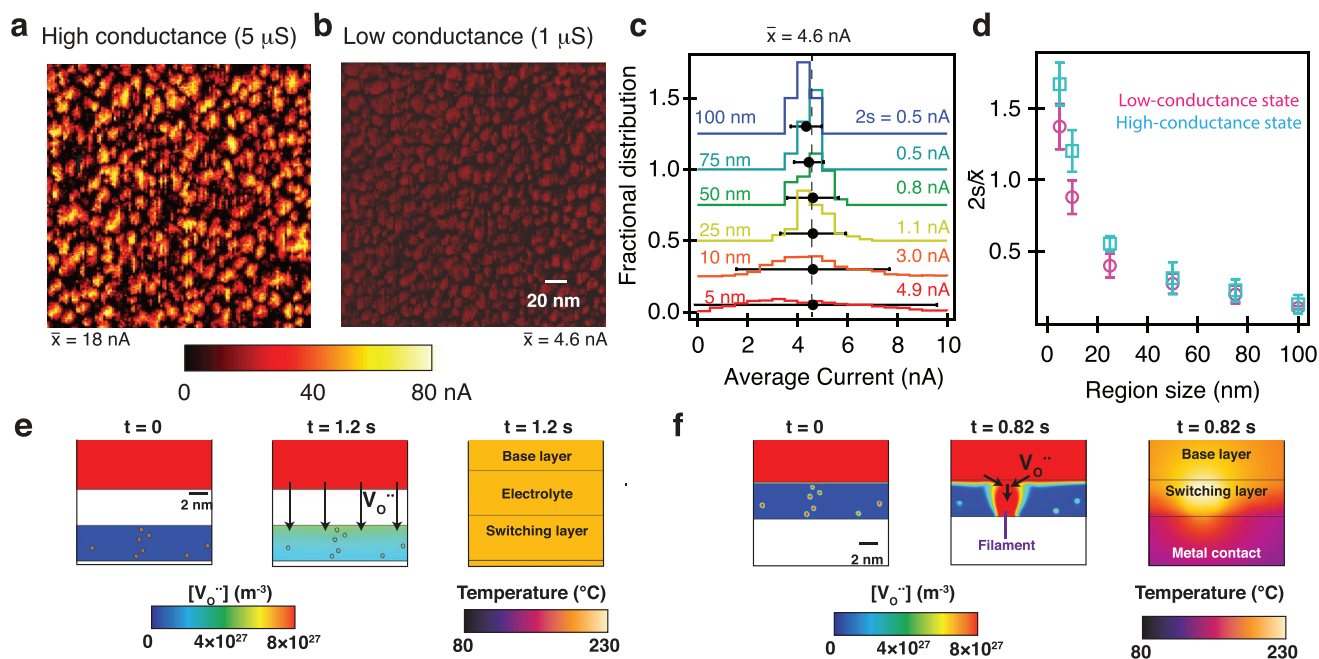 a High conductance (5 µS)
b Low conductance (1 µS)
20 nm
x̄ = 18 nA
x̄ = 4.6 nA
0 40 80 nA
c
x̄ = 4.6 nA
Fractional distribution
1.5
1.0
0.5
0.0
100 nm 2s = 0.5 nA
75 nm 0.5 nA
50 nm 0.8 nA
25 nm 1.1 nA
10 nm 3.0 nA
5 nm 4.9 nA
0 2 4 6 8 10
Average Current (nA)
d
2s/x̄
1.5
1.0
0.5
Low-conductance state
High-conductance state
0 20 40 60 80 100
Region size (nm)
e
t = 0 t = 1.2 s t = 1.2 s
2 nm
V_O^¨
Base layer
Electrolyte
Switching layer
[V_O^¨] (m⁻³)
0 4×10²⁷ 8×10²⁷
Temperature (°C)
80 230
f
t = 0 t = 0.82 s t = 0.82 s
2 nm
V_O^¨
Filament
Base layer
Switching layer
Metal contact
[V_O^¨] (m⁻³)
0 4×10²⁷ 8×10²⁷
Temperature (°C)
80 230